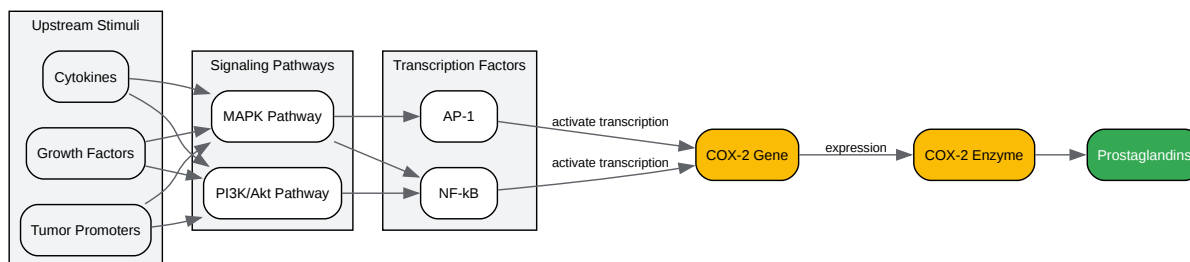 Upstream Stimuli
Cytokines
Growth Factors
Tumor Promoters
Signaling Pathways
MAPK Pathway
PI3K/Akt Pathway
Transcription Factors
AP-1
NF-kB
activate transcription
activate transcription
COX-2 Gene
expression
COX-2 Enzyme
Prostaglandins